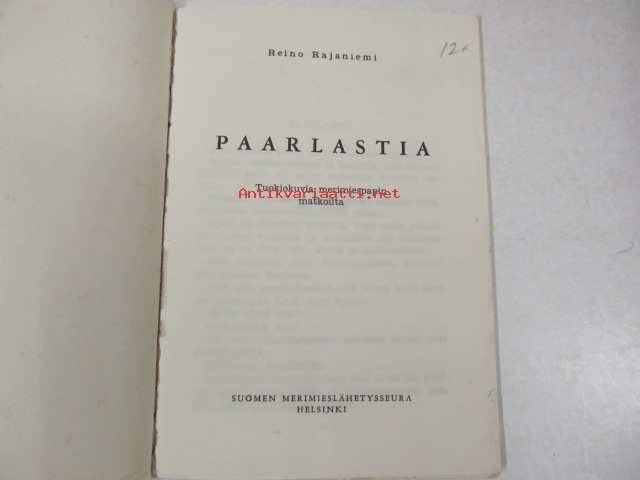 Reino Rajaniemi
12
PAARLASTIA
Tuokiokuvia merimiespapin
matkoilta
Antikvariaatti.net
SUOMEN MERIMIESLÄHETYSSEURA
HELSINKI